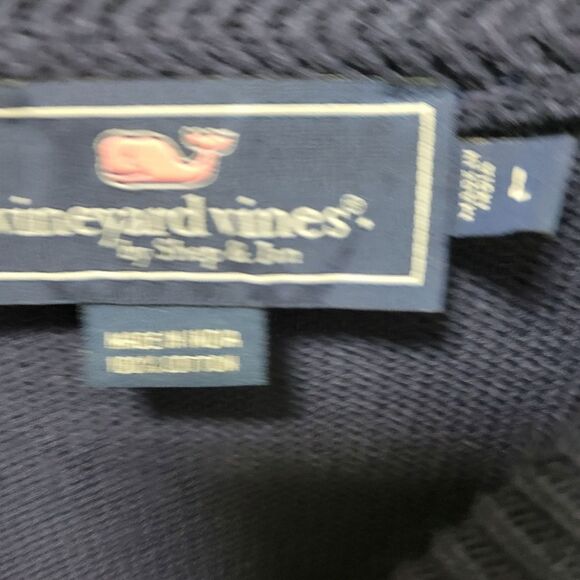 vineyard vines®
by Shep & Ian
MADE IN INDIA
100% COTTON